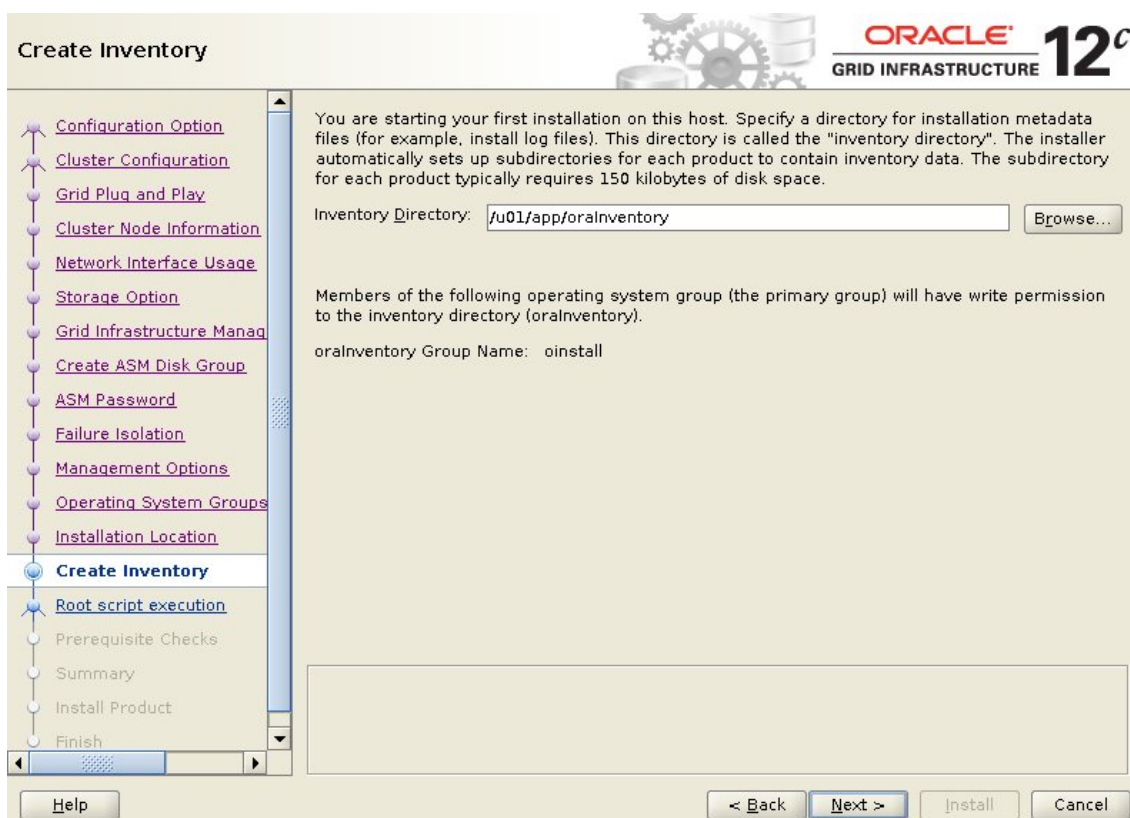 Create Inventory
ORACLE
GRID INFRASTRUCTURE
12c
Configuration Option
Cluster Configuration
Grid Plug and Play
Cluster Node Information
Network Interface Usage
Storage Option
Grid Infrastructure Manag
Create ASM Disk Group
ASM Password
Failure Isolation
Management Options
Operating System Groups
Installation Location
Create Inventory
Root script execution
Prerequisite Checks
Summary
Install Product
Finish
You are starting your first installation on this host. Specify a directory for installation metadata
files (for example, install log files). This directory is called the "inventory directory". The installer
automatically sets up subdirectories for each product to contain inventory data. The subdirectory
for each product typically requires 150 kilobytes of disk space.
Inventory Directory: /u01/app/oraInventory Browse...
Members of the following operating system group (the primary group) will have write permission
to the inventory directory (oraInventory).
oraInventory Group Name: oinstall
Help < Back Next > Install Cancel